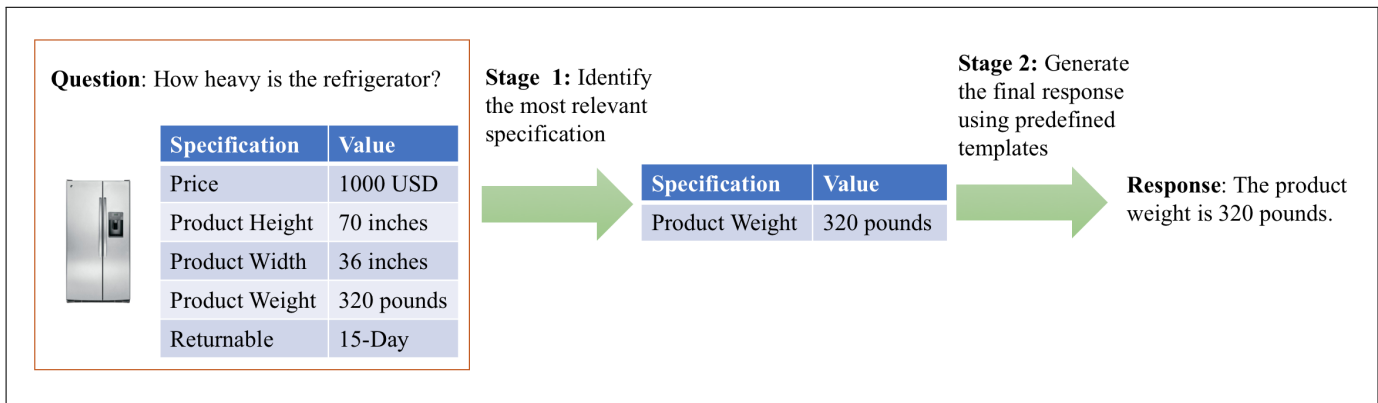 Question: How heavy is the refrigerator?
Specification Value
Price 1000 USD
Product Height 70 inches
Product Width 36 inches
Product Weight 320 pounds
Returnable 15-Day
Stage 1: Identify
the most relevant
specification
Specification Value
Product Weight 320 pounds
Stage 2: Generate
the final response
using predefined
templates
Response: The product
weight is 320 pounds.